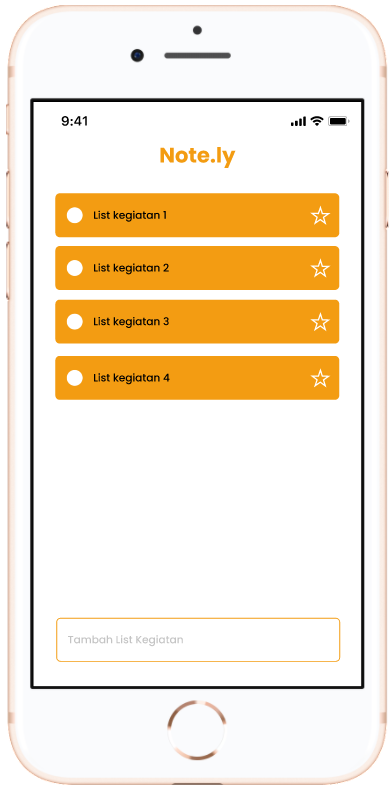 9:41
Note.ly
List kegiatan 1
List kegiatan 2
List kegiatan 3
List kegiatan 4
Tambah List Kegiatan